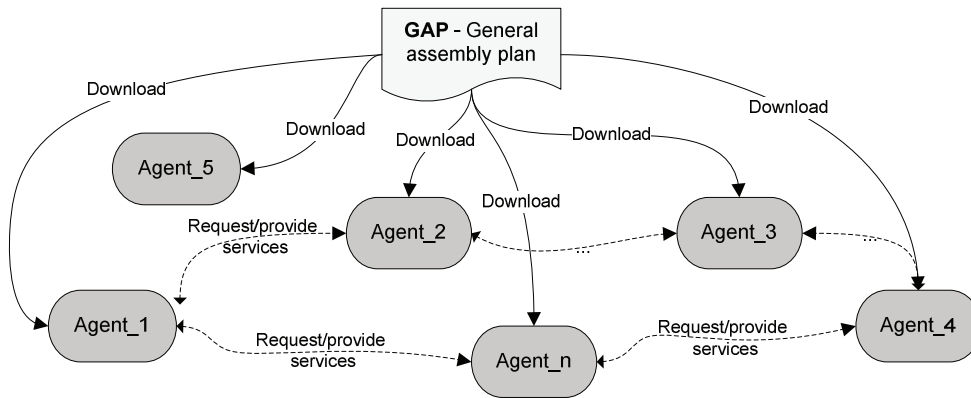 GAP - General
assembly plan
Download
Download
Download
Download
Download
Download
Agent_5
Request/provide
services
Agent_2
...
Agent_3
...
Agent_1
Request/provide
services
Agent_n
Request/provide
services
Agent_4